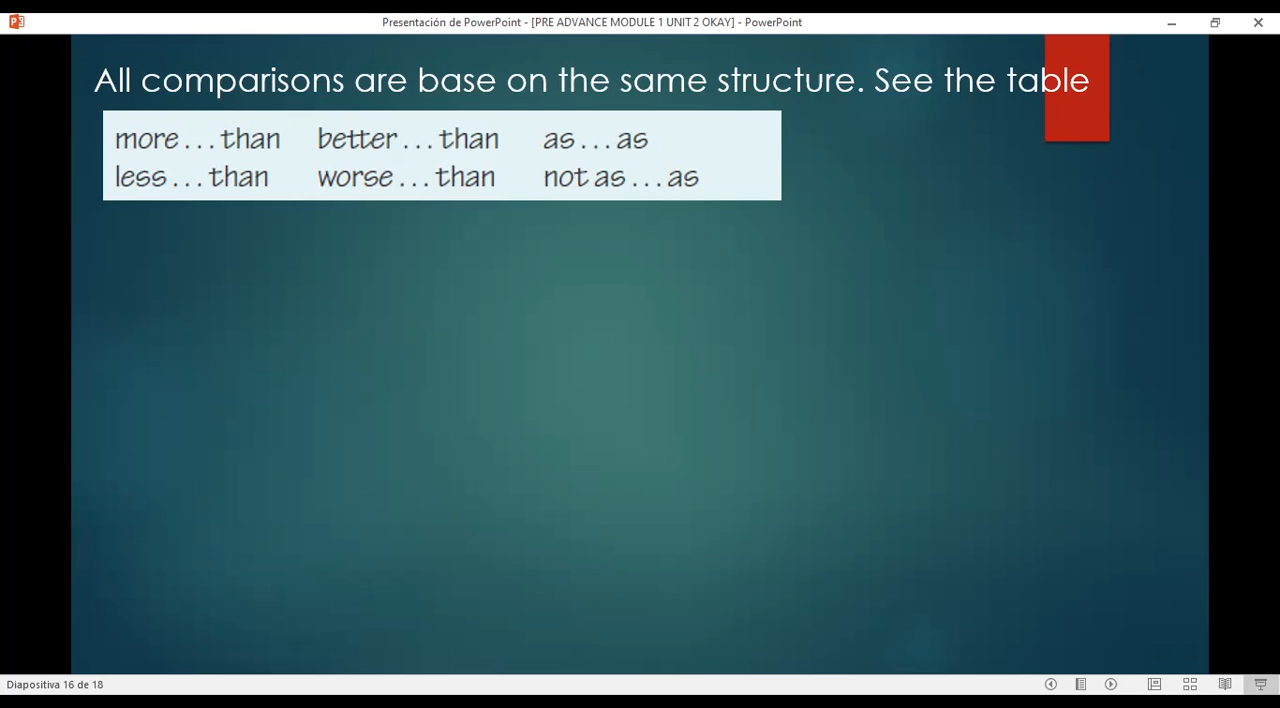 Presentación de PowerPoint - [PRE ADVANCE MODULE 1 UNIT 2 OKAY] - PowerPoint
All comparisons are base on the same structure. See the table
more...than better...than as...as
less...than worse...than not as...as
Diapositiva 16 de 18